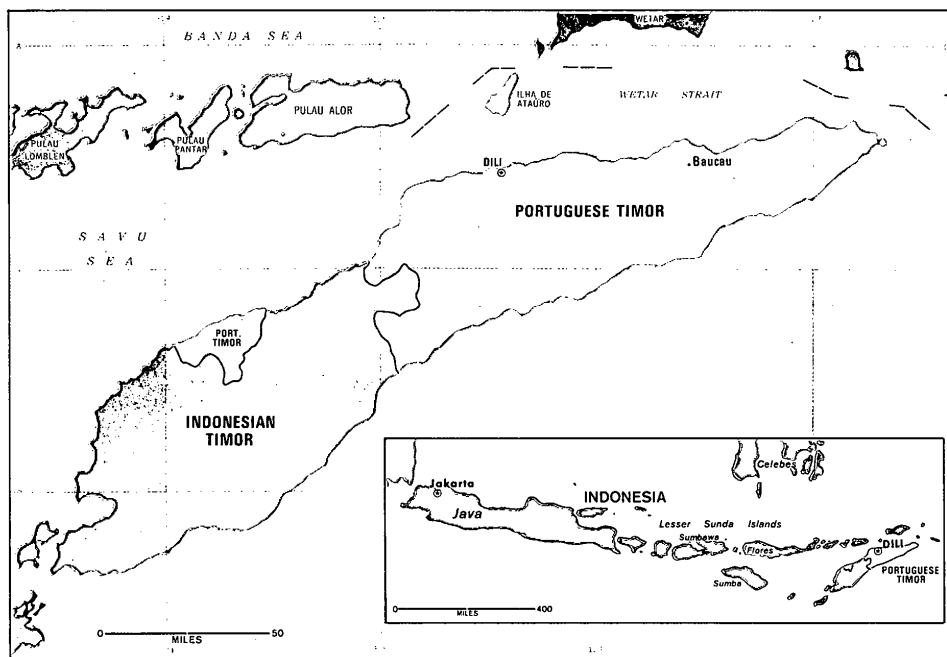 WETAR
BANDA SEA
ILHA DE
ATAÚRO
WETAR STRAIT
PULAU ALOR
PULAU
LOMBLEN
PULAU
PANTAR
DILI
Baucau
PORTUGUESE TIMOR
SAVU
SEA
PORT.
TIMOR
INDONESIAN
TIMOR
0 50
MILES
Celebes
Jakarta
INDONESIA
Java
Lesser Sunda Islands
Sumbawa
Flores
DILI
PORTUGUESE
TIMOR
Sumba
0 400
MILES